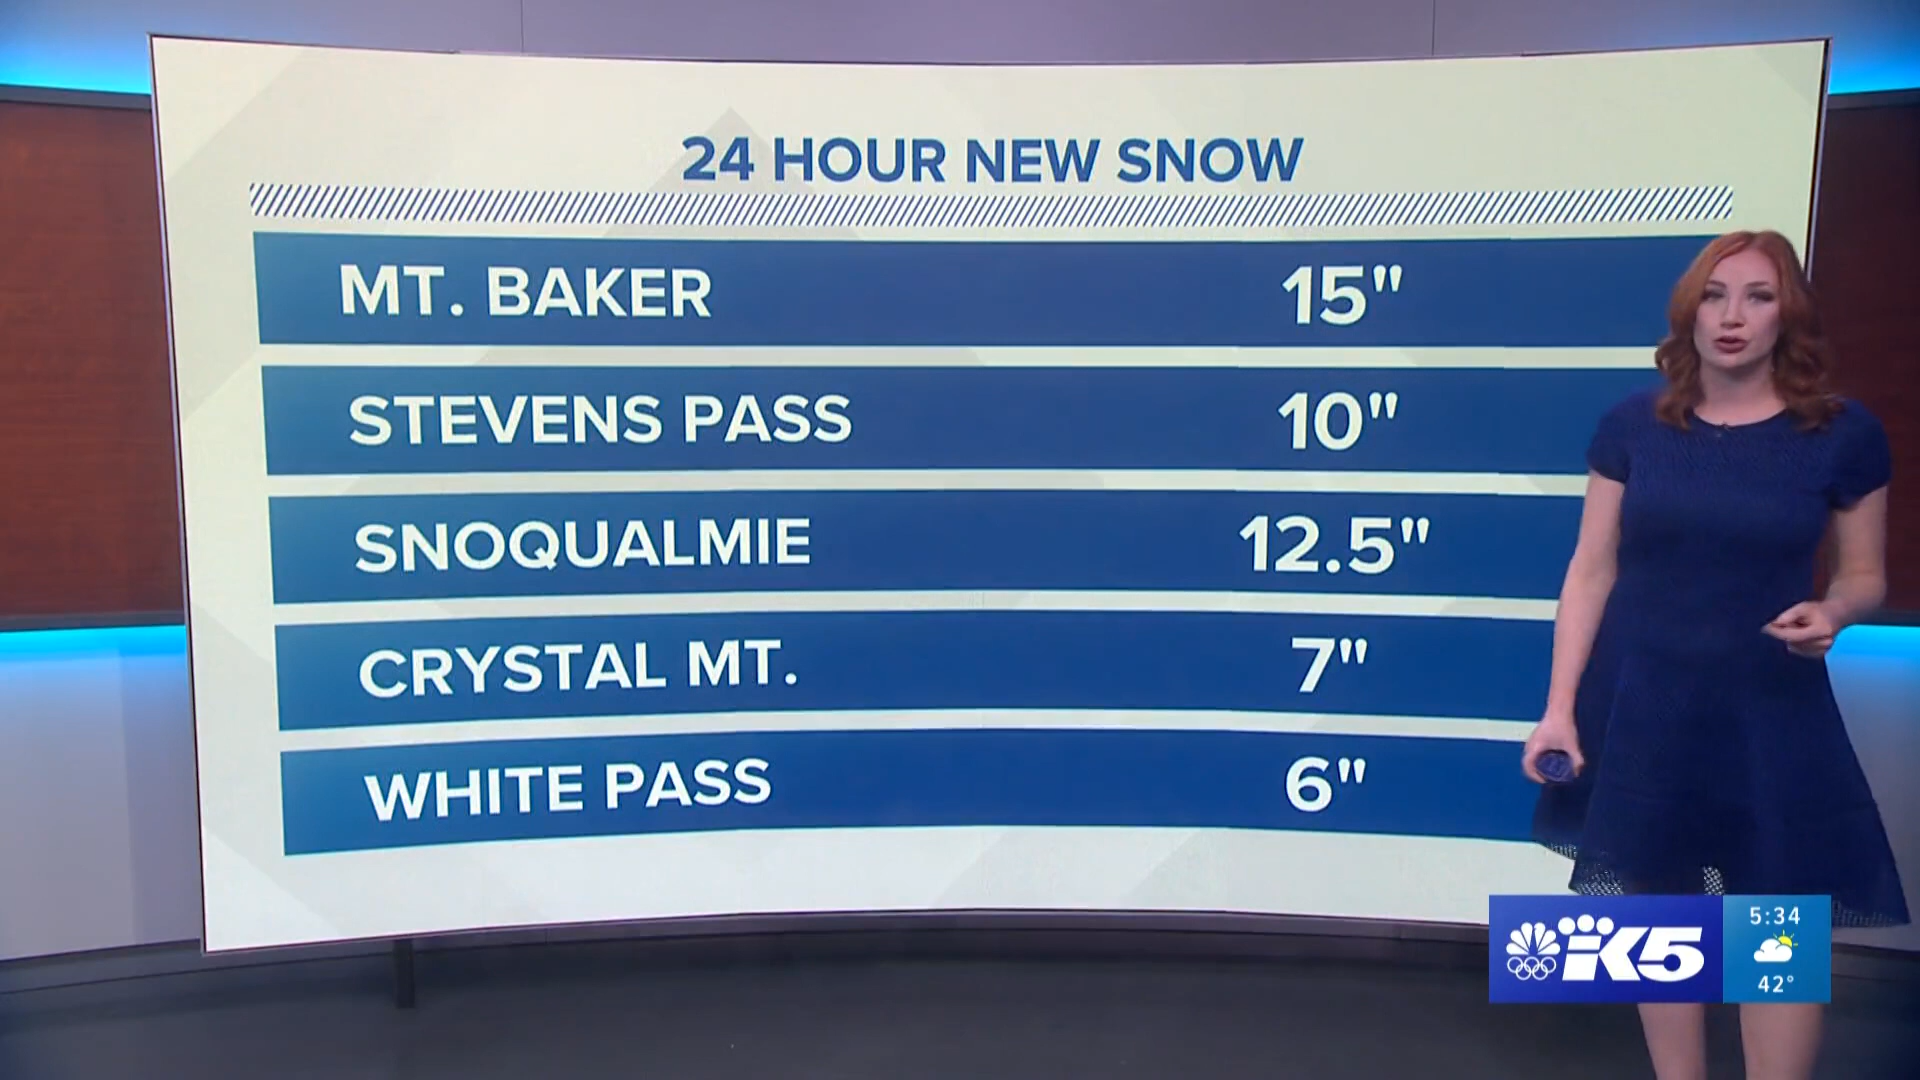 24 HOUR NEW SNOW
MT. BAKER 15"
STEVENS PASS 10"
SNOQUALMIE 12.5"
CRYSTAL MT. 7"
WHITE PASS 6"
K5 5:34
42°